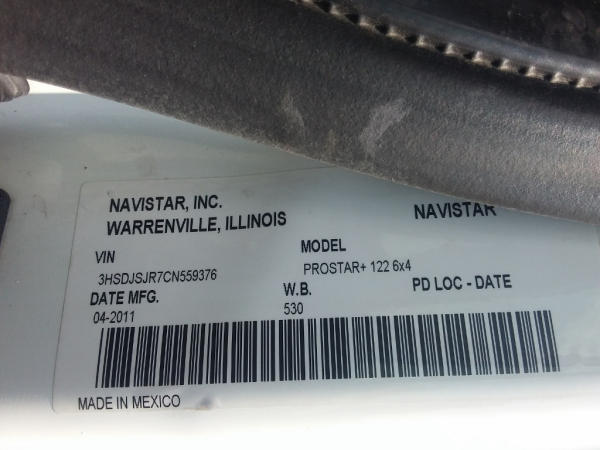 NAVISTAR, INC.
WARRENVILLE, ILLINOIS
NAVISTAR
VIN
MODEL
3HSDJSJR7CN559376
PROSTAR+ 122 6x4
DATE MFG.
W.B.
PD LOC - DATE
04-2011
530
MADE IN MEXICO